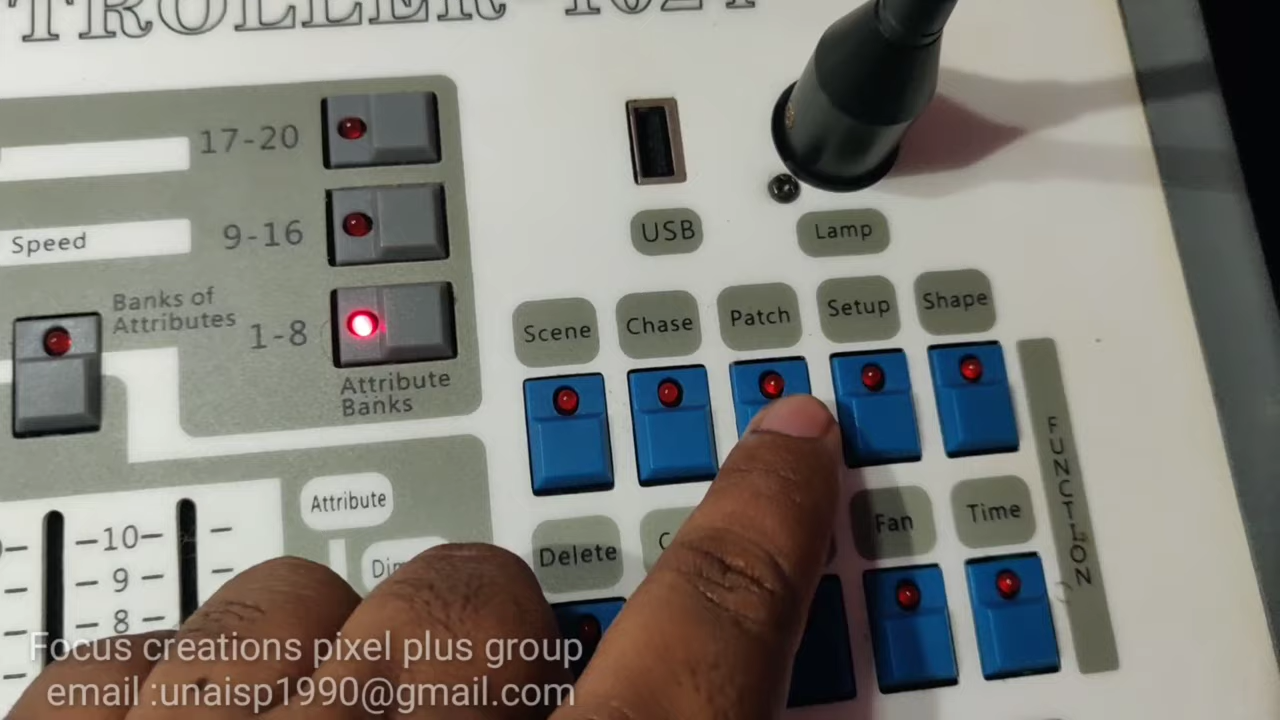 TROLLER 1024
17-20
9-16
Speed
Banks of
Attributes
1-8
Attribute
Banks
USB
Lamp
Scene
Chase
Patch
Setup
Shape
FUNCTLON
Attribute
Delete
Fan
Time
10
9
8
Focus creations pixel plus group
email :unaisp1990@gmail.com